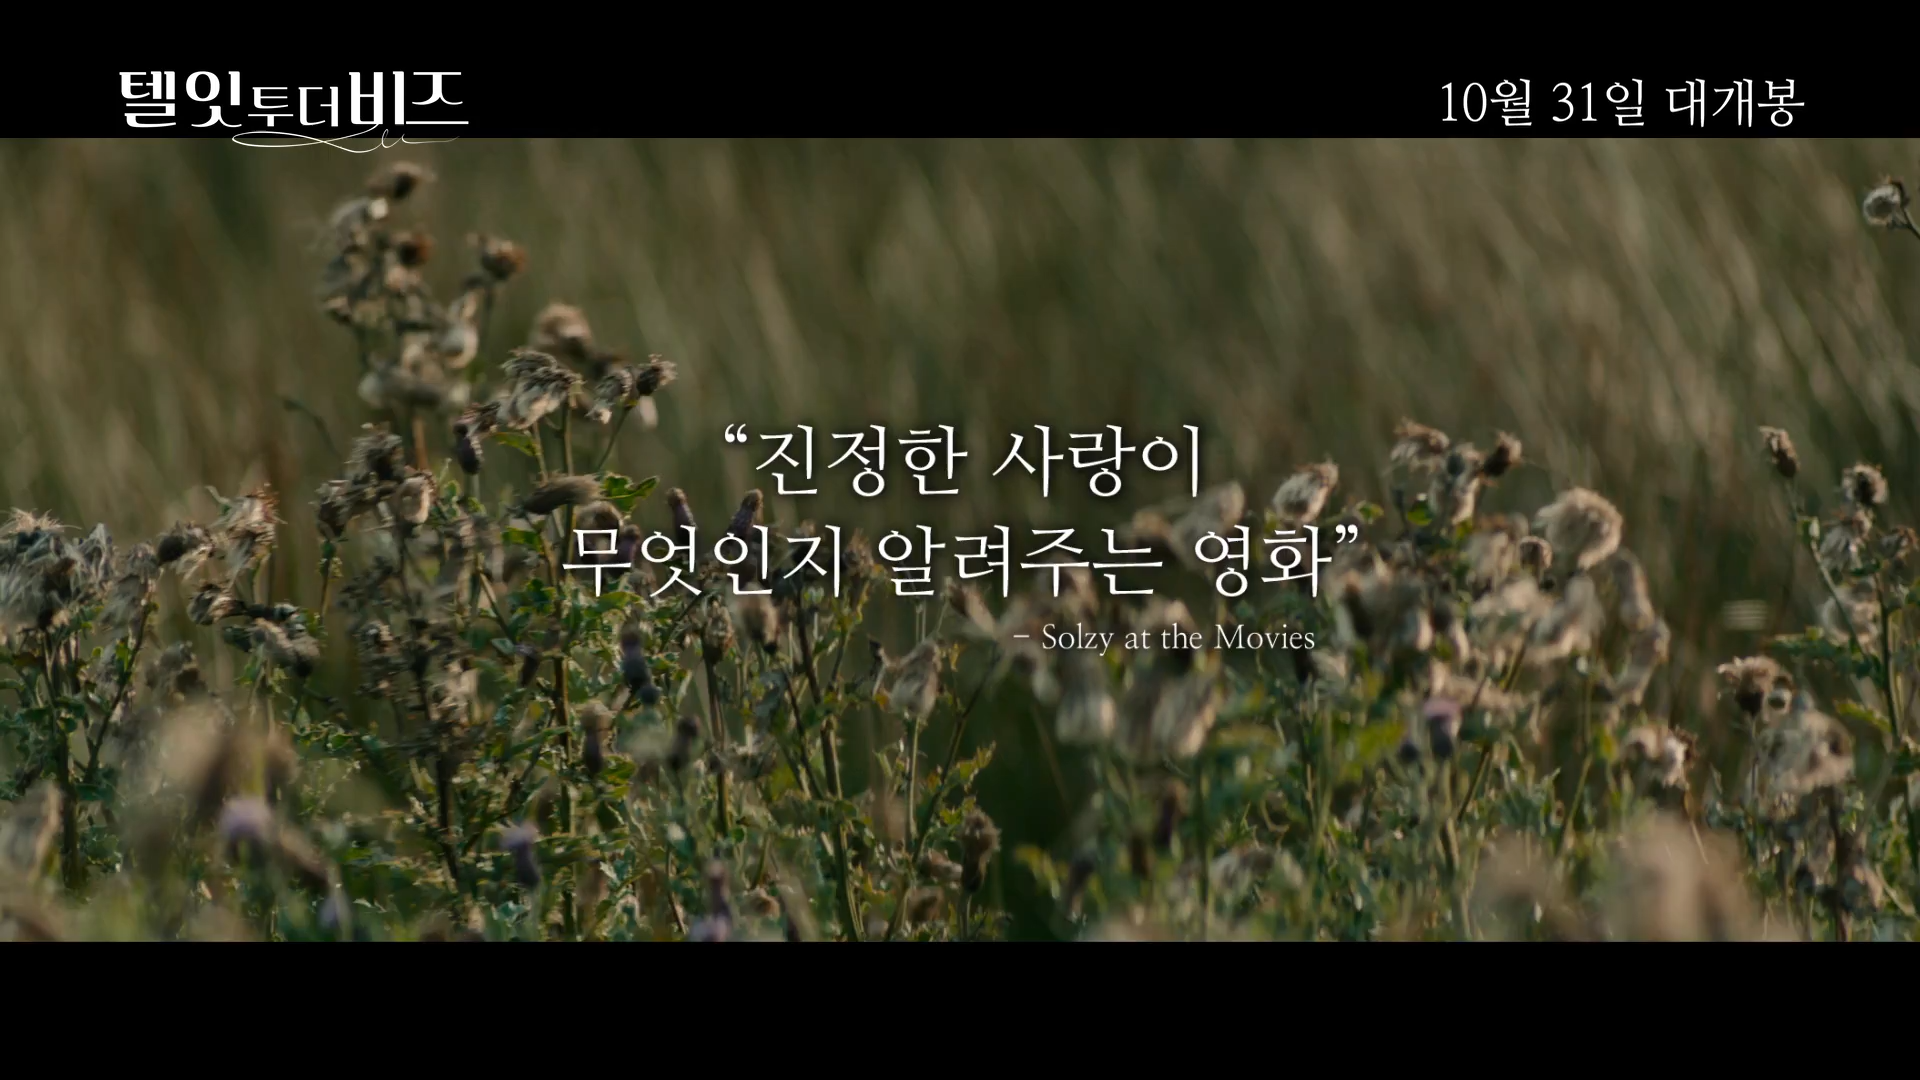 텔잇투더비즈
10월 31일 대개봉
“진정한 사랑이
무엇인지 알려주는 영화”
- Solzy at the Movies